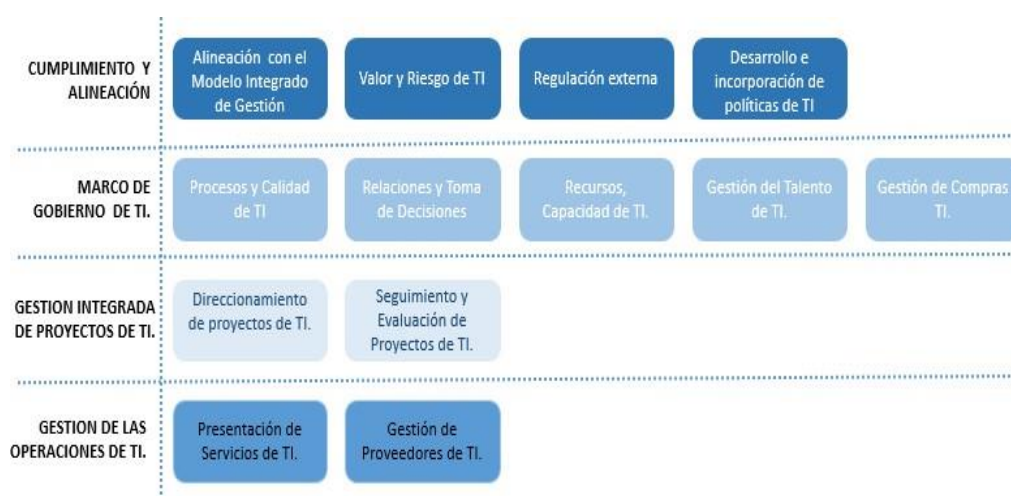 CUMPLIMIENTO Y
ALINEACIÓN
Alineación con el
Modelo Integrado
de Gestión
Valor y Riesgo de TI
Regulación externa
Desarrollo e
incorporación de
políticas de TI
MARCO DE
GOBIERNO DE TI.
Procesos y Calidad
de TI
Relaciones y Toma
de Decisiones
Recursos,
Capacidad de TI.
Gestión del Talento
de TI.
Gestión de Compras
TI.
GESTION INTEGRADA
DE PROYECTOS DE TI.
Direccionamiento
de proyectos de TI.
Seguimiento y
Evaluación de
Proyectos de TI.
GESTION DE LAS
OPERACIONES DE TI.
Presentación de
Servicios de TI.
Gestión de
Proveedores de TI.